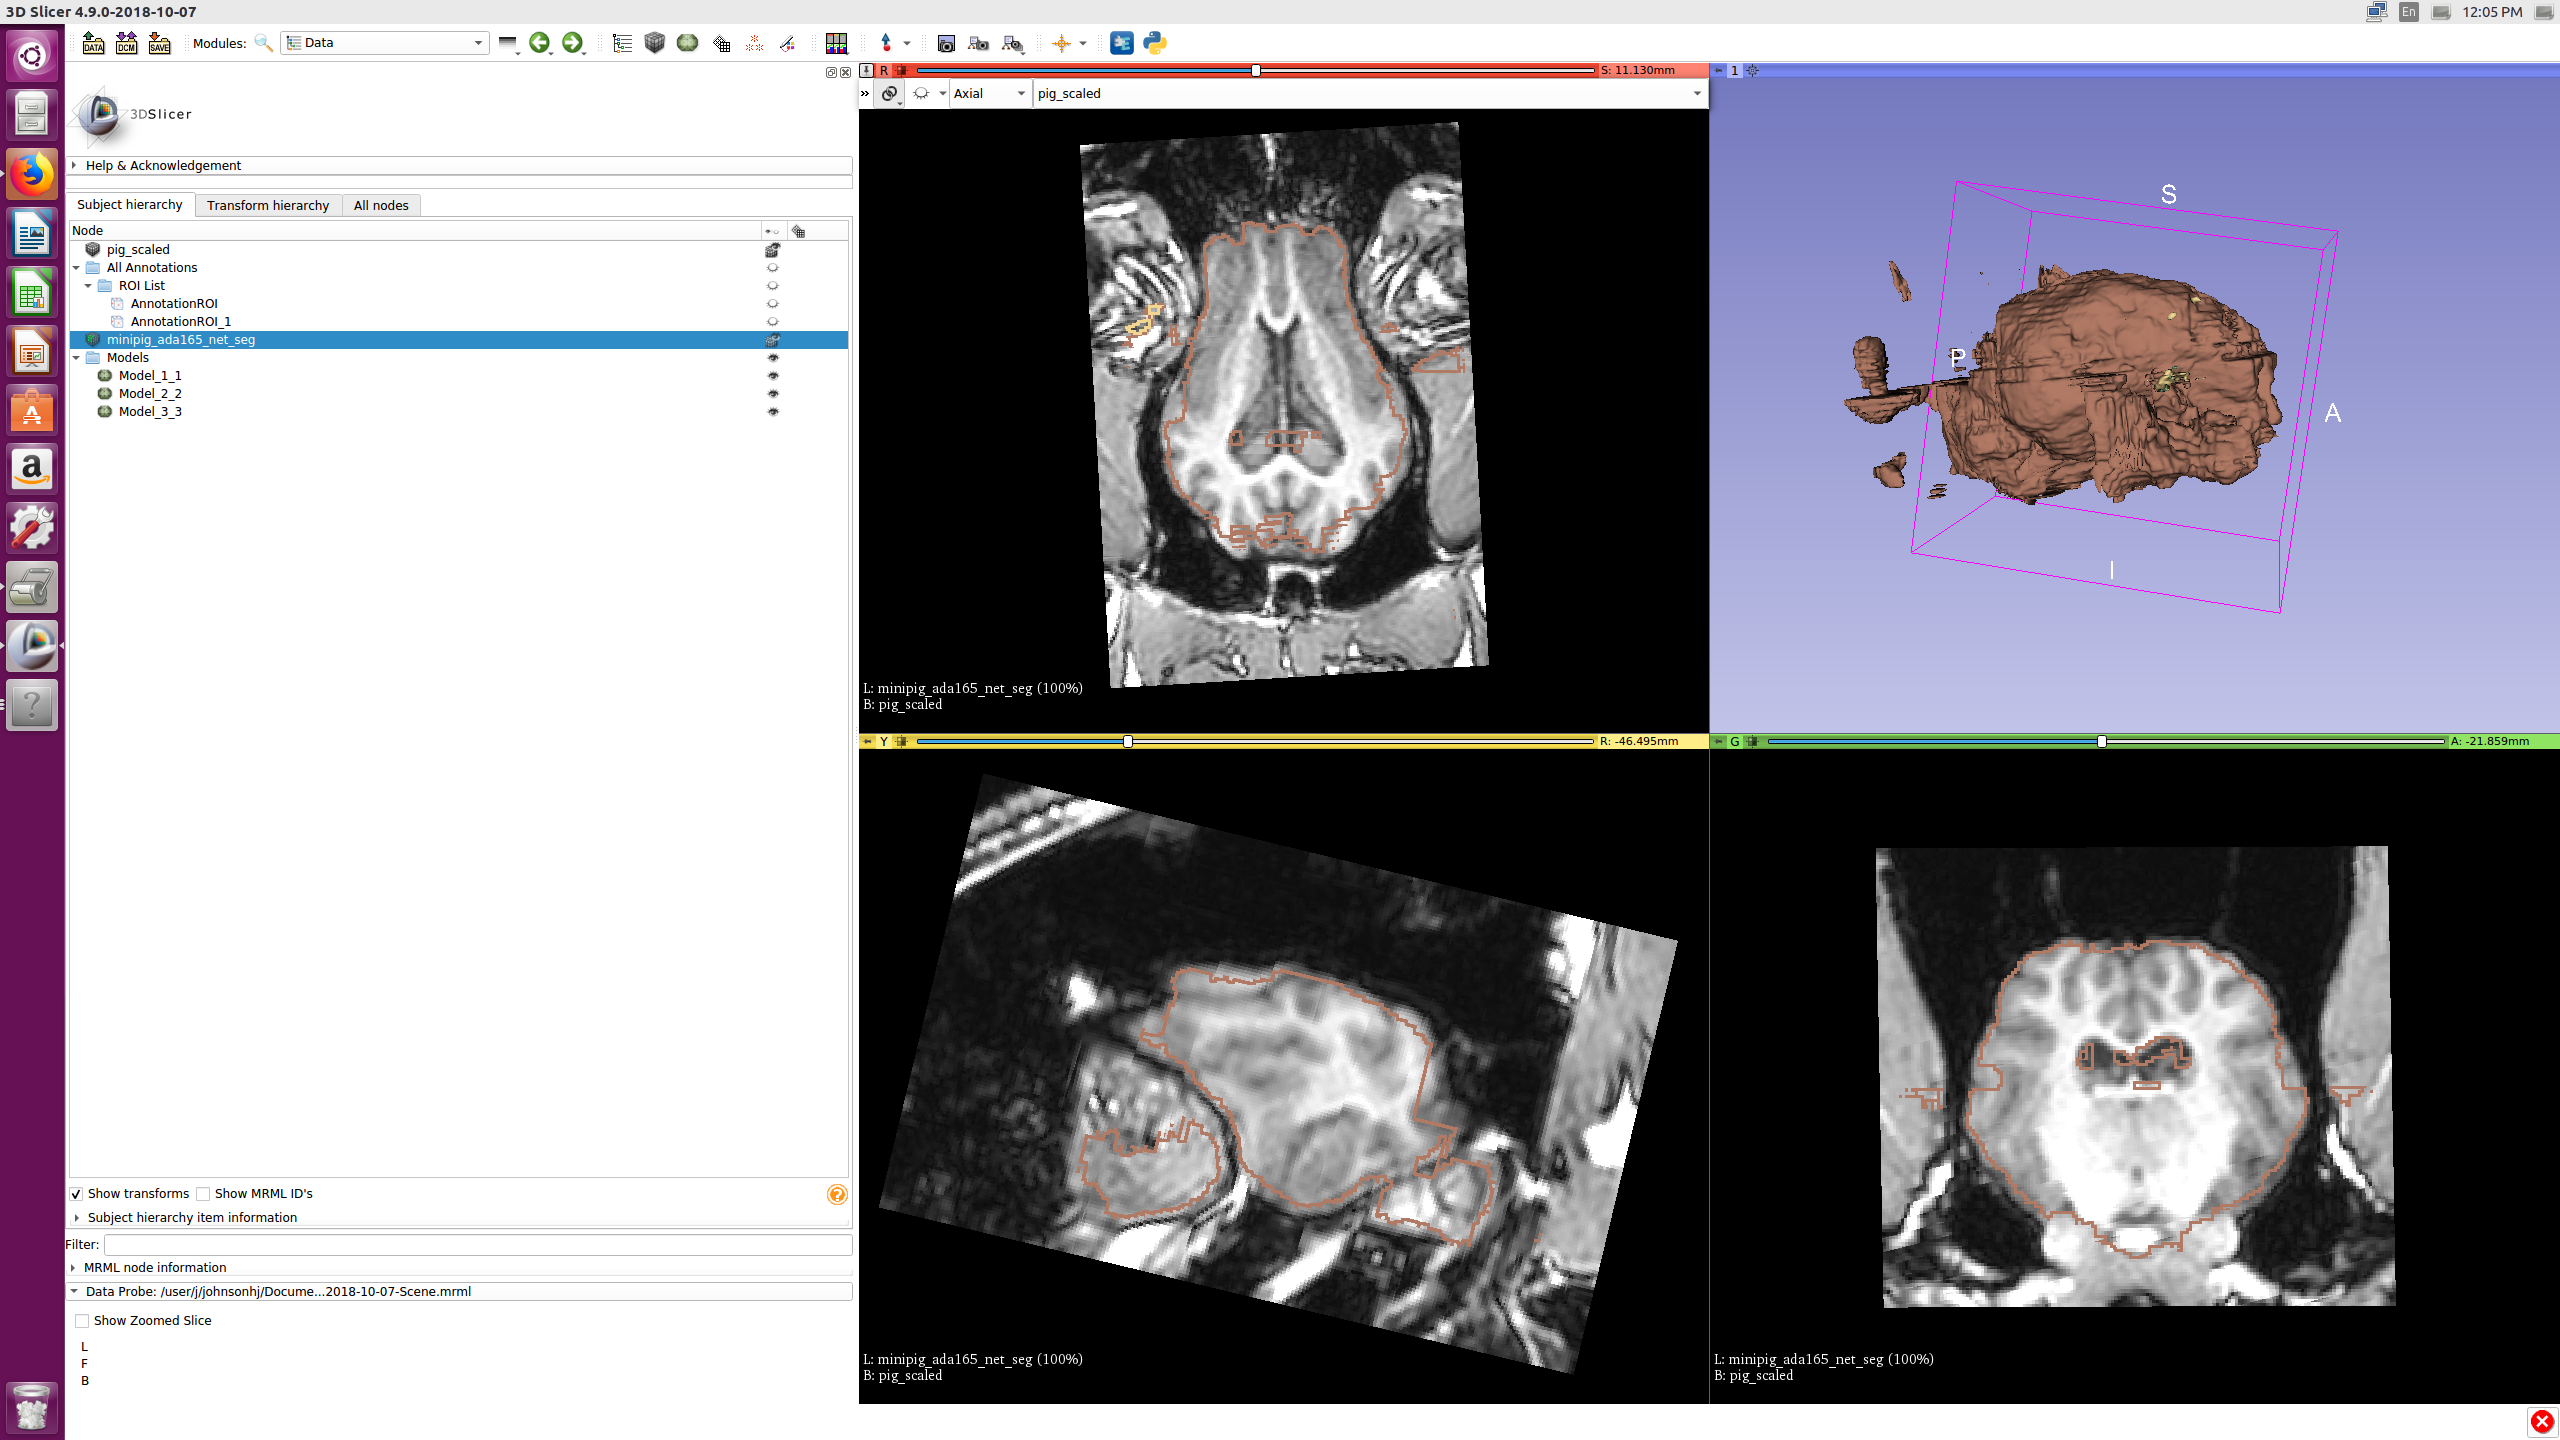 3D Slicer 4.9.0-2018-10-07
En
12:05 PM
DATA
DCM
SAVE
Modules:
Data
3DSlicer
Help & Acknowledgement
Subject hierarchy
Transform hierarchy
All nodes
Node
pig_scaled
All Annotations
ROI List
AnnotationROI
AnnotationROI_1
minipig_ada165_net_seg
Models
Model_1_1
Model_2_2
Model_3_3
Show transforms
Show MRML ID's
Subject hierarchy item information
Filter:
MRML node information
Data Probe: /user/j/johnsonhj/Docume...2018-10-07-Scene.mrml
Show Zoomed Slice
L
F
B
R
S: 11.130mm
Axial
pig_scaled
L: minipig_ada165_net_seg (100%)
B: pig_scaled
1
S
P
A
I
Y
R: -46.495mm
L: minipig_ada165_net_seg (100%)
B: pig_scaled
G
A: -21.859mm
L: minipig_ada165_net_seg (100%)
B: pig_scaled